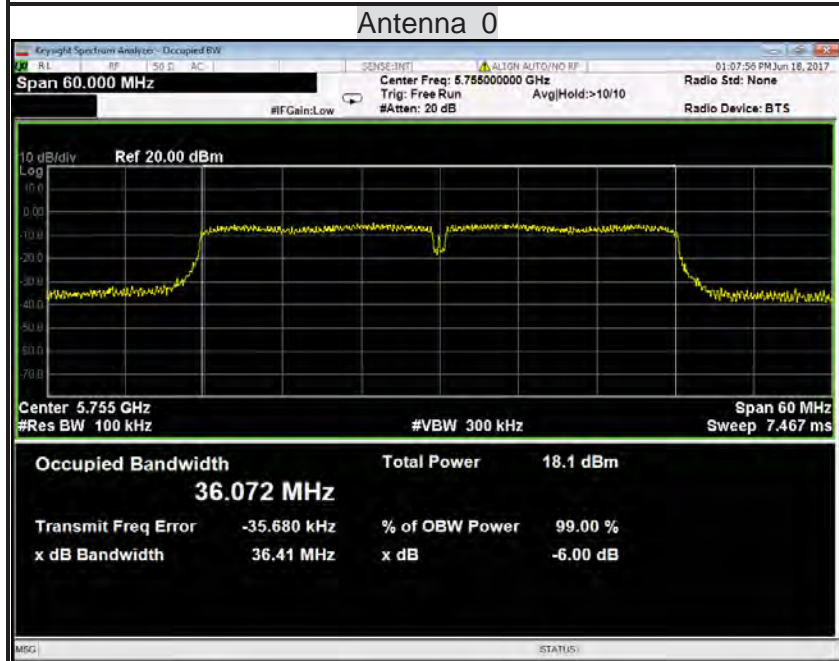 Antenna 0
Keysight Spectrum Analyzer - Occupied BW
RL RF 50 Ω AC SENSE:INT ALIGN AUTO/NO RF 01:07:56 PM Jun 18, 2017
Span 60.000 MHz
Center Freq: 5.755000000 GHz
Radio Std: None
Trig: Free Run Avg|Hold:>10/10
#IFGain:Low #Atten: 20 dB Radio Device: BTS
10 dB/div Ref 20.00 dBm
Log
10.0
0.00
-10.0
-20.0
-30.0
-40.0
-50.0
-60.0
-70.0
Center 5.755 GHz Span 60 MHz
#Res BW 100 kHz #VBW 300 kHz Sweep 7.467 ms
Occupied Bandwidth Total Power 18.1 dBm
36.072 MHz
Transmit Freq Error -35.680 kHz % of OBW Power 99.00 %
x dB Bandwidth 36.41 MHz x dB -6.00 dB
MSG STATUS